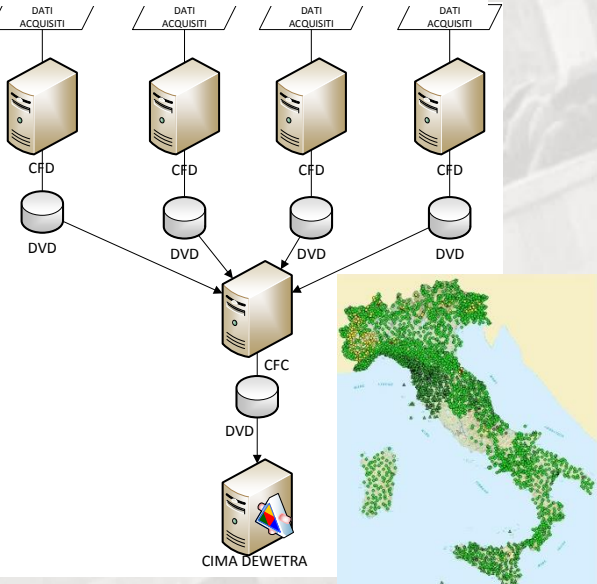 DATI
ACQUISITI
DATI
ACQUISITI
DATI
ACQUISITI
DATI
ACQUISITI
CFD
CFD
CFD
CFD
DVD
DVD
DVD
DVD
CFC
DVD
CIMA DEWETRA